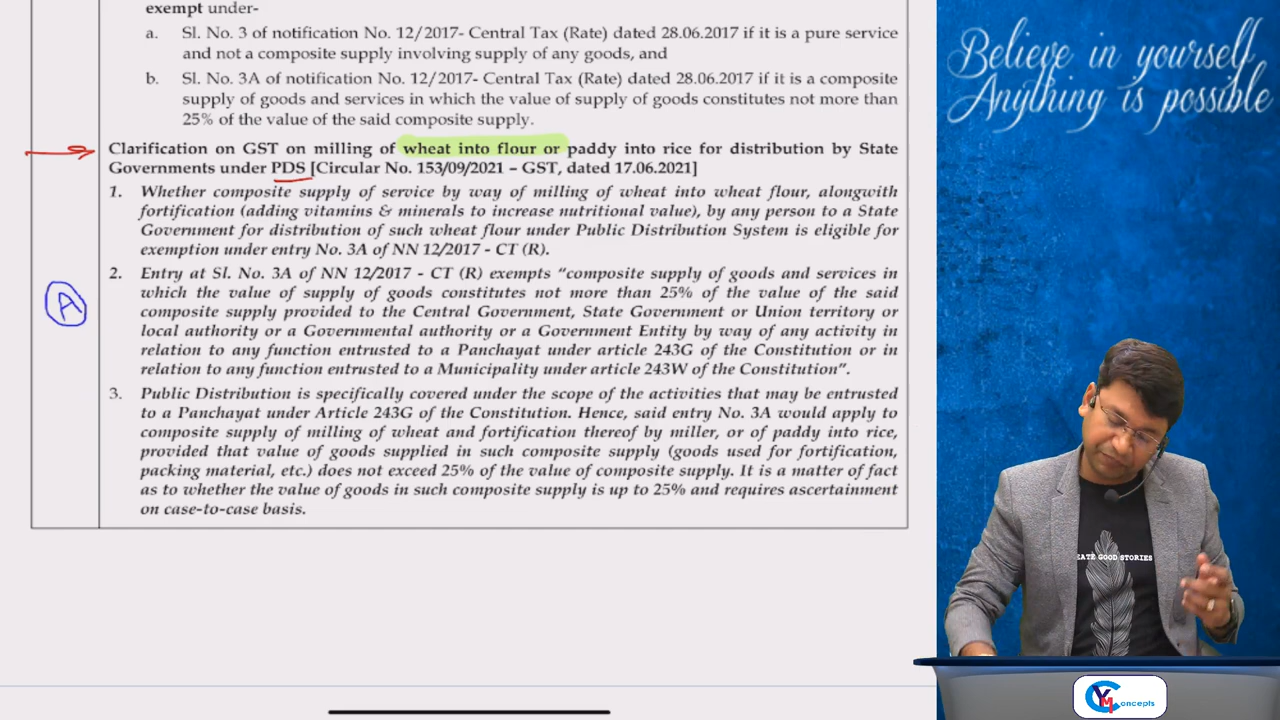 exempt under-
a. Sl. No. 3 of notification No. 12/2017- Central Tax (Rate) dated 28.06.2017 if it is a pure service
and not a composite supply involving supply of any goods, and
b. Sl. No. 3A of notification No. 12/2017- Central Tax (Rate) dated 28.06.2017 if it is a composite
supply of goods and services in which the value of supply of goods constitutes not more than
25% of the value of the said composite supply.
Clarification on GST on milling of wheat into flour or paddy into rice for distribution by State
Governments under PDS [Circular No. 153/09/2021 – GST, dated 17.06.2021]
1. Whether composite supply of service by way of milling of wheat into wheat flour, alongwith
fortification (adding vitamins & minerals to increase nutritional value), by any person to a State
Government for distribution of such wheat flour under Public Distribution System is eligible for
exemption under entry No. 3A of NN 12/2017 - CT (R).
2. Entry at Sl. No. 3A of NN 12/2017 - CT (R) exempts “composite supply of goods and services in
which the value of supply of goods constitutes not more than 25% of the value of the said
composite supply provided to the Central Government, State Government or Union territory or
local authority or a Governmental authority or a Government Entity by way of any activity in
relation to any function entrusted to a Panchayat under article 243G of the Constitution or in
relation to any function entrusted to a Municipality under article 243W of the Constitution”.
3. Public Distribution is specifically covered under the scope of the activities that may be entrusted
to a Panchayat under Article 243G of the Constitution. Hence, said entry No. 3A would apply to
composite supply of milling of wheat and fortification thereof by miller, or of paddy into rice,
provided that value of goods supplied in such composite supply (goods used for fortification,
packing material, etc.) does not exceed 25% of the value of composite supply. It is a matter of fact
as to whether the value of goods in such composite supply is up to 25% and requires ascertainment
on case-to-case basis.
A
Believe in yourself
Anything is possible
EATE GOOD STORIES
CYM oncepts